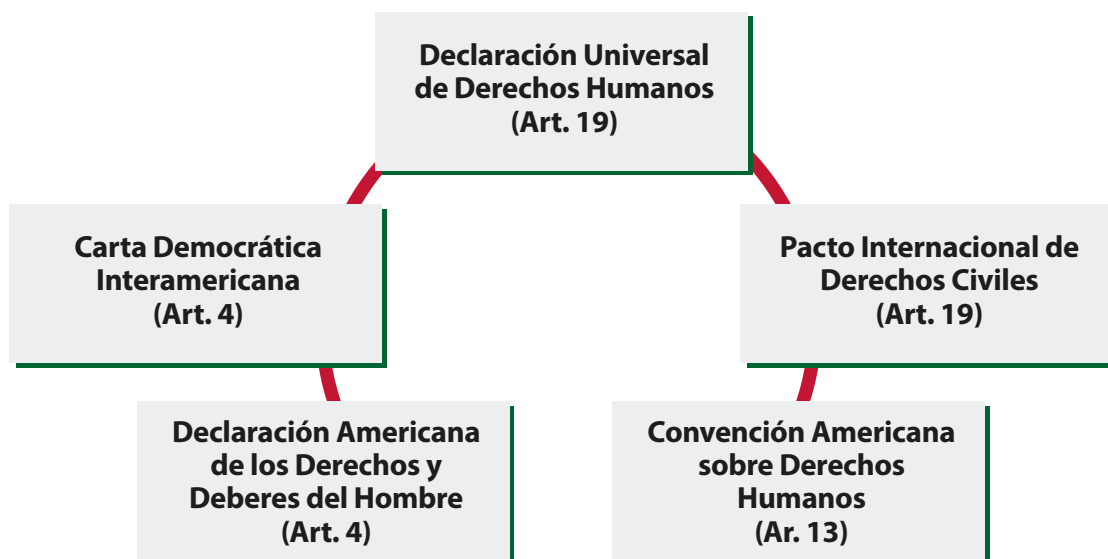 Declaración Universal
de Derechos Humanos
(Art. 19)
Carta Democrática
Interamericana
(Art. 4)
Pacto Internacional de
Derechos Civiles
(Art. 19)
Declaración Americana
de los Derechos y
Deberes del Hombre
(Art. 4)
Convención Americana
sobre Derechos
Humanos
(Ar. 13)